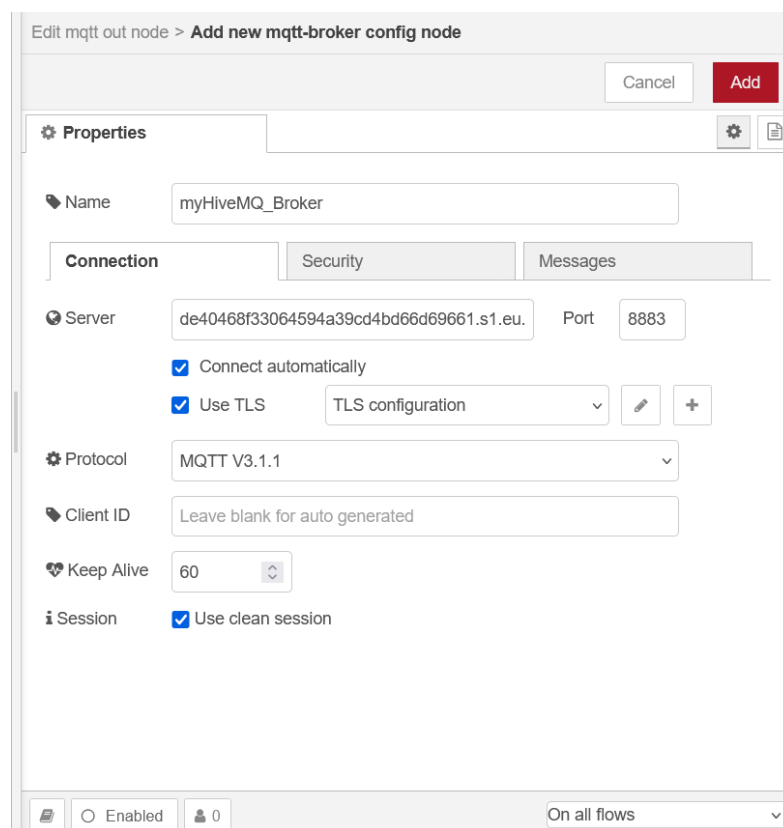 Edit mqtt out node > Add new mqtt-broker config node
Cancel Add
Properties
Name myHiveMQ_Broker
Connection Security Messages
Server de40468f33064594a39cd4bd66d69661.s1.eu. Port 8883
Connect automatically
Use TLS TLS configuration
Protocol MQTT V3.1.1
Client ID Leave blank for auto generated
Keep Alive 60
Session Use clean session
Enabled 0 On all flows